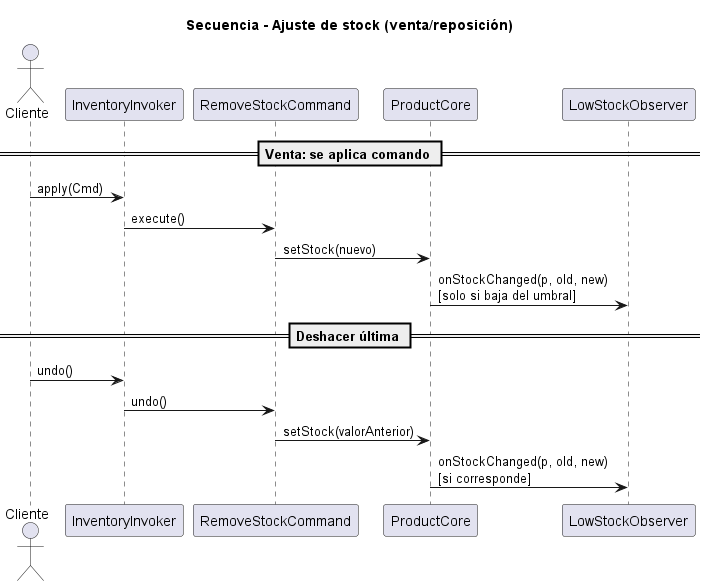 Secuencia - Ajuste de stock (venta/reposición)
Cliente
InventoryInvoker
RemoveStockCommand
ProductCore
LowStockObserver
Venta: se aplica comando
apply(Cmd)
execute()
setStock(nuevo)
onStockChanged(p, old, new)
[solo si baja del umbral]
Deshacer última
undo()
undo()
setStock(valorAnterior)
onStockChanged(p, old, new)
[si corresponde]
Cliente
InventoryInvoker
RemoveStockCommand
ProductCore
LowStockObserver